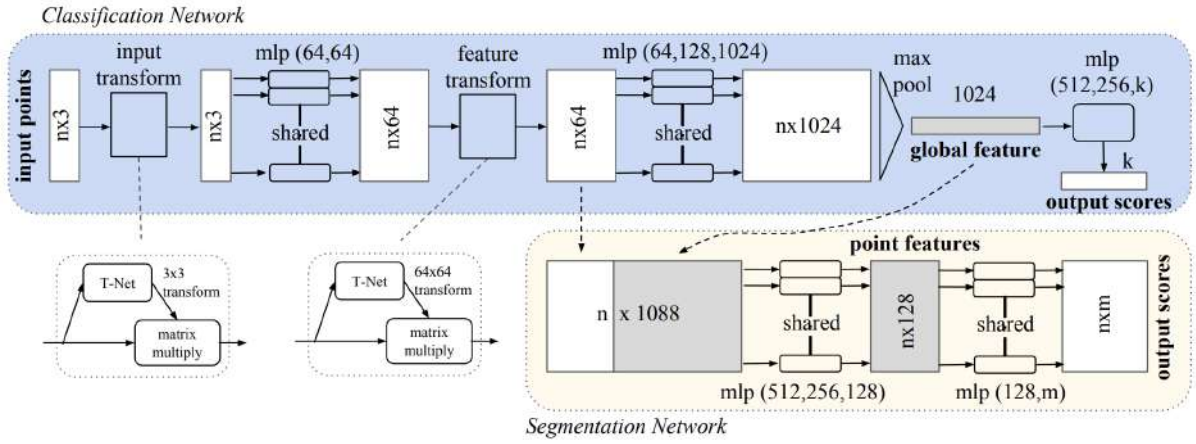 Classification Network
input points
nx3
input
transform
nx3
mlp (64,64)
shared
nx64
feature
transform
nx64
mlp (64,128,1024)
shared
nx1024
max
pool
1024
global feature
mlp
(512,256,k)
k
output scores
T-Net
3x3
transform
matrix
multiply
T-Net
64x64
transform
matrix
multiply
point features
n x 1088
shared
mlp (512,256,128)
nx128
shared
mlp (128,m)
nxm
output scores
Segmentation Network